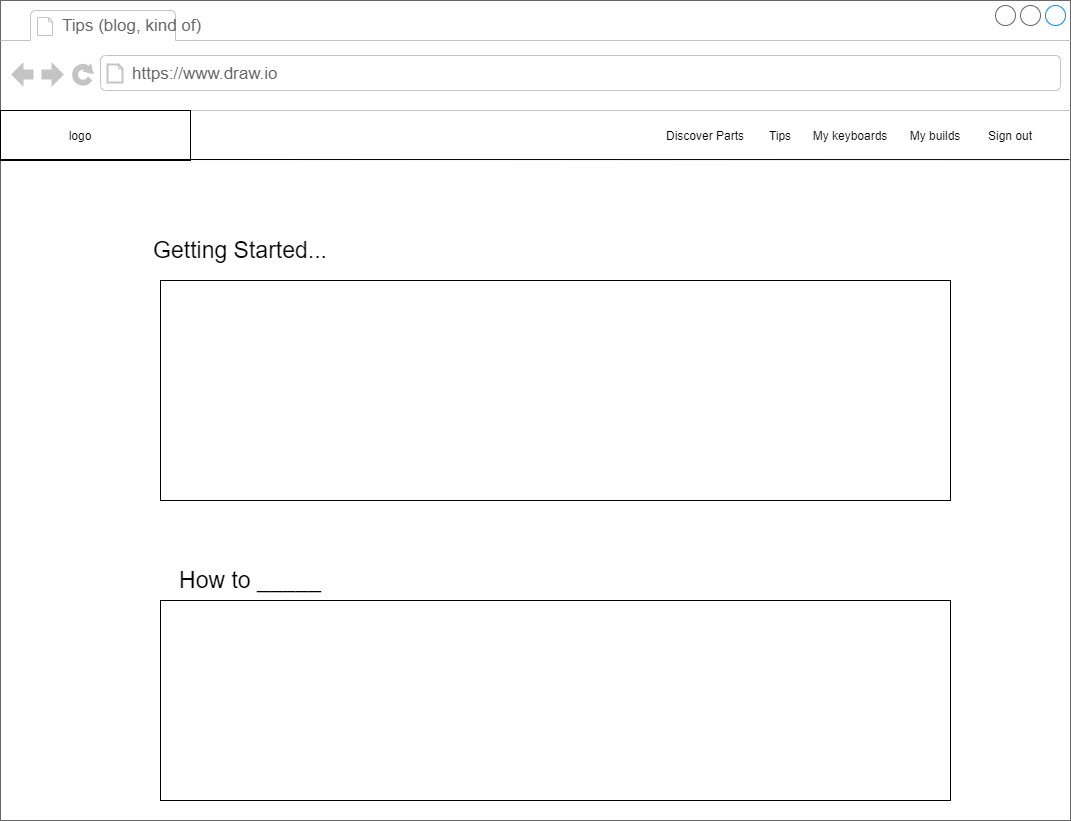 Tips (blog, kind of)
https://www.draw.io
logo
Discover Parts Tips My keyboards My builds Sign out
Getting Started...
How to _____